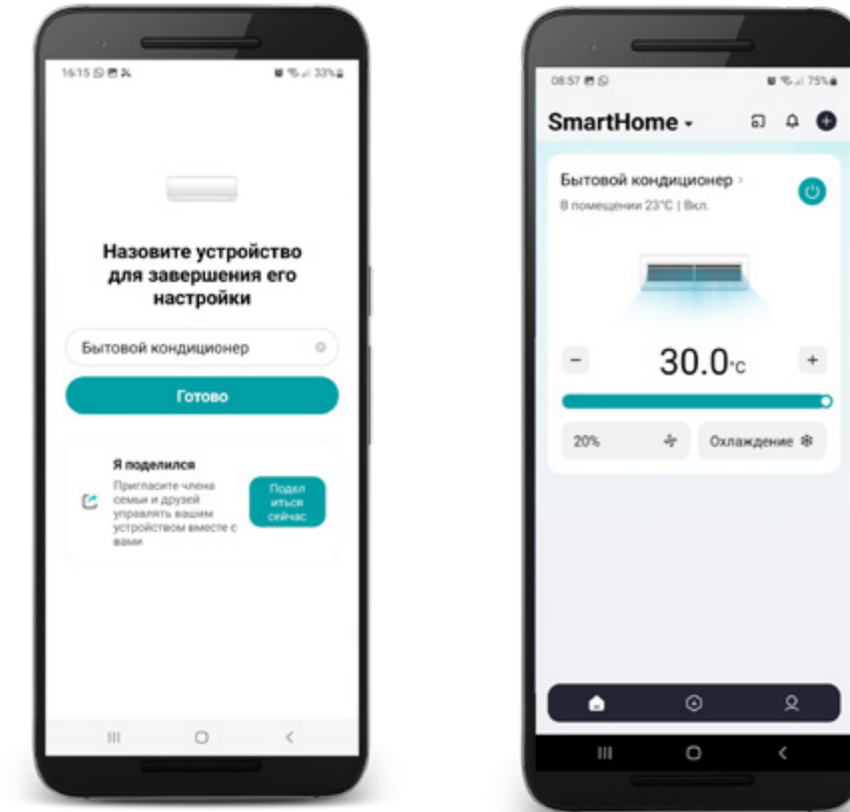 16:15
33%
Назовите устройство
для завершения его
настройки
Бытовой кондиционер
Готово
Я поделился
Пригласите члена
семьи и друзей
управлять вашим
устройством вместе с
вами
Подел
иться
сейчас
08:57
75%
SmartHome
Бытовой кондиционер >
В помещении 23°C | Вкл.
− 30.0°C +
20%
Охлаждение